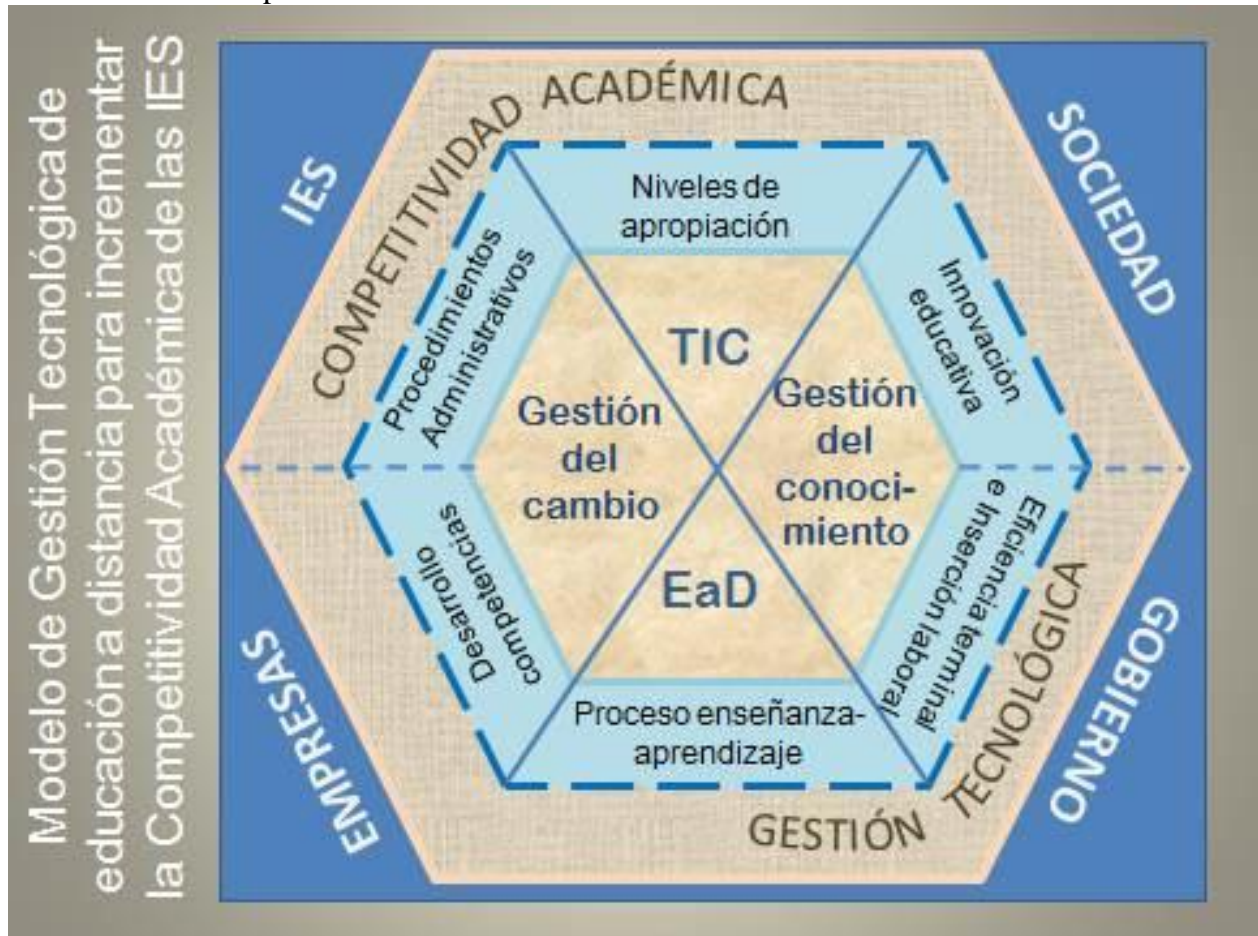 Modelo de Gestión Tecnológica de
educación a distancia para incrementar
la Competitividad Académica de las IES
IES
SOCIEDAD
COMPETITIVIDAD ACADÉMICA
Niveles de
apropiación
Procedimientos
Administrativos
Innovación
educativa
TIC
Gestión
del
cambio
Gestión
del
conoci-
miento
EaD
Desarrollo
competencias
Eficiencia terminal
e Inserción laboral
Proceso enseñanza-
aprendizaje
GESTIÓN TECNOLÓGICA
EMPRESAS
GOBIERNO